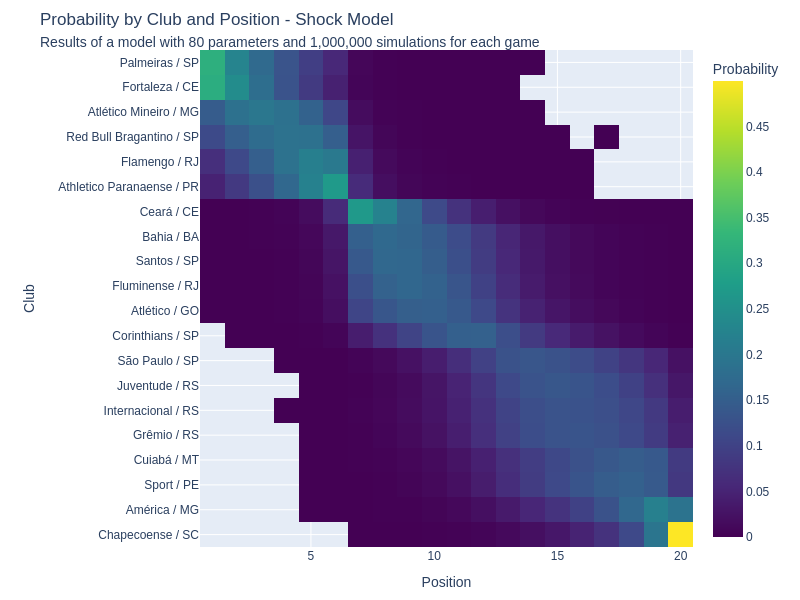 Probability by Club and Position - Shock Model
Results of a model with 80 parameters and 1,000,000 simulations for each game
Probability
Palmeiras / SP
Fortaleza / CE
Atlético Mineiro / MG
Red Bull Bragantino / SP
Flamengo / RJ
Athletico Paranaense / PR
Ceará / CE
Bahia / BA
Santos / SP
Fluminense / RJ
Atlético / GO
Corinthians / SP
São Paulo / SP
Juventude / RS
Internacional / RS
Grêmio / RS
Cuiabá / MT
Sport / PE
América / MG
Chapecoense / SC
Club
0.45
0.4
0.35
0.3
0.25
0.2
0.15
0.1
0.05
0
5
10
15
20
Position